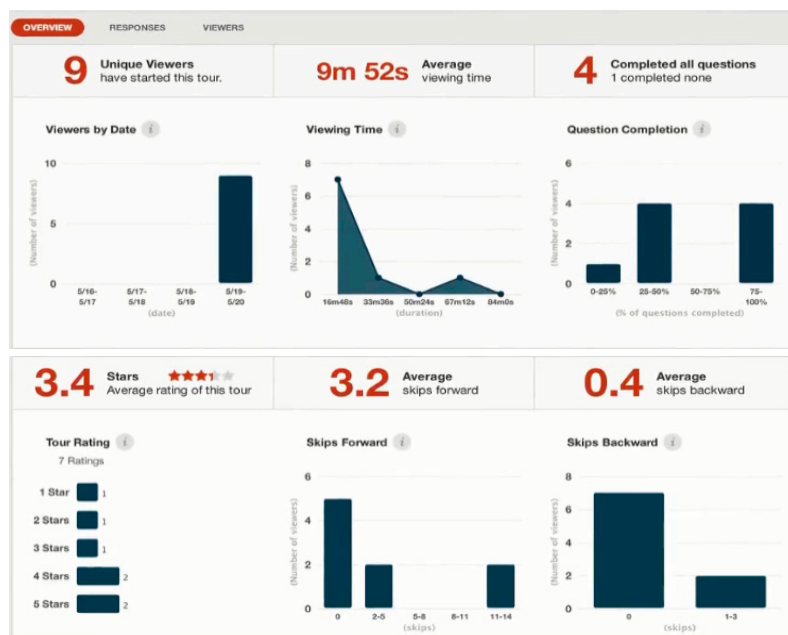 OVERVIEW RESPONSES VIEWERS
9 Unique Viewers
have started this tour.
9m 52s Average
viewing time
4 Completed all questions
1 completed none
Viewers by Date i
10
5
0
(Number of viewers)
5/16-
5/17
5/17-
5/18
5/18-
5/19
5/19-
5/20
(date)
Viewing Time i
8
6
4
2
0
(Number of viewers)
16m48s 33m36s 50m24s 67m12s 84m0s
(duration)
Question Completion i
6
4
2
0
(Number of viewers)
0-25% 25-50% 50-75% 75-
100%
(% of questions completed)
3.4 Stars
Average rating of this tour
3.2 Average
skips forward
0.4 Average
skips backward
Tour Rating i
7 Ratings
1 Star 1
2 Stars 1
3 Stars 1
4 Stars 2
5 Stars 2
Skips Forward i
6
4
2
0
(Number of viewers)
0 2-5 5-8 8-11 11-14
(skips)
Skips Backward i
8
6
4
2
0
(Number of viewers)
0 1-3
(skips)